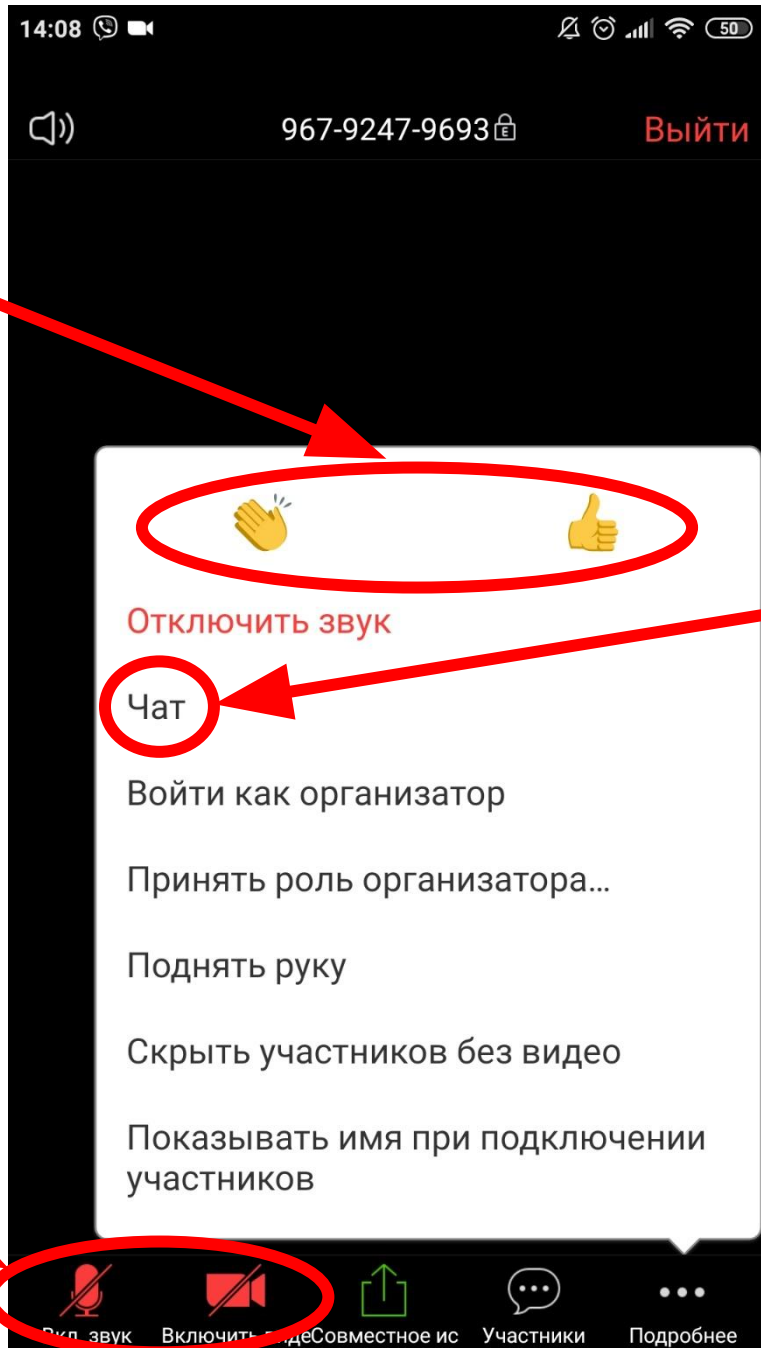 14:08
50
967-9247-9693
E
Выйти
Отключить звук
Чат
Войти как организатор
Принять роль организатора...
Поднять руку
Скрыть участников без видео
Показывать имя при подключении
участников
звук Включить Совместное ис Участники Подробнее